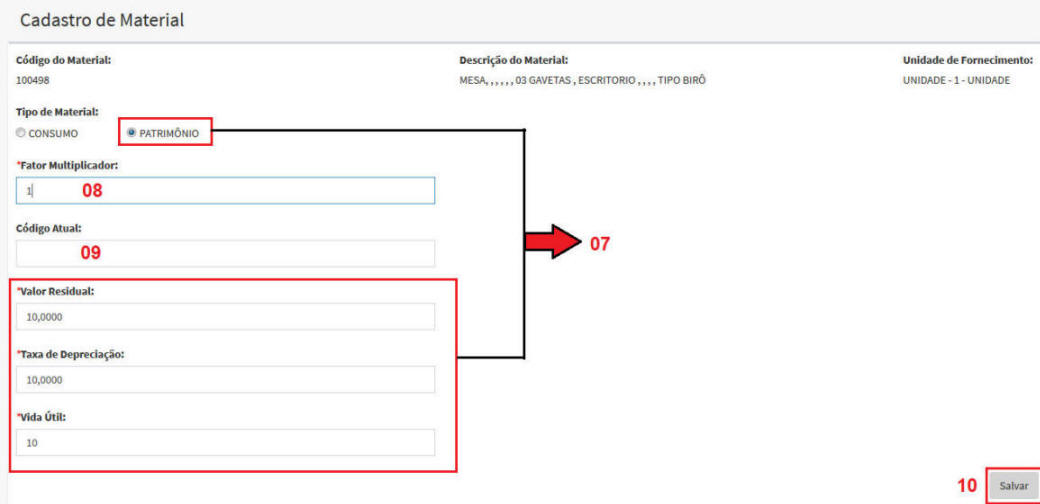 Cadastro de Material
Código do Material: Descrição do Material: Unidade de Fornecimento:
100498 MESA, , , , , , 03 GAVETAS , ESCRITORIO , , , , TIPO BIRÔ UNIDADE - 1 - UNIDADE
Tipo de Material:
CONSUMO PATRIMÔNIO
*Fator Multiplicador:
1 08
Código Atual:
07
09
*Valor Residual:
10,0000
*Taxa de Depreciação:
10,0000
*Vida Útil:
10
10 Salvar